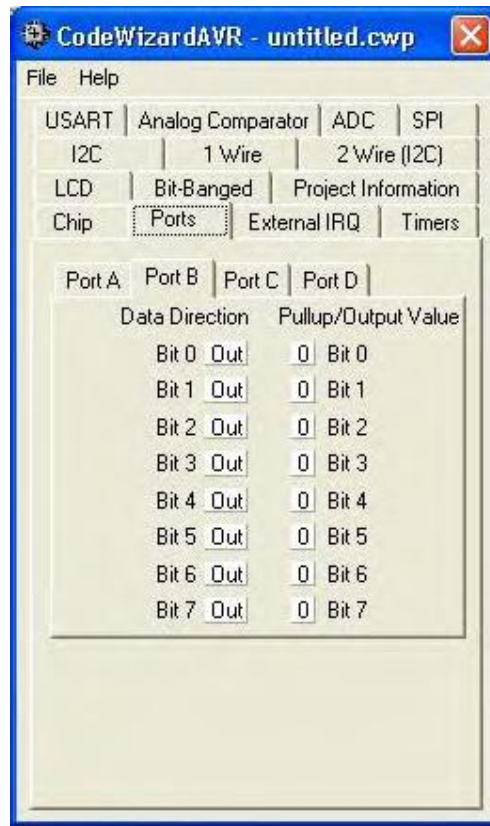 CodeWizardAVR - untitled.cwp
File Help
USART Analog Comparator ADC SPI
I2C 1 Wire 2 Wire (I2C)
LCD Bit-Banged Project Information
Chip Ports External IRQ Timers
Port A Port B Port C Port D
Data Direction Pullup/Output Value
Bit 0 Out 0 Bit 0
Bit 1 Out 0 Bit 1
Bit 2 Out 0 Bit 2
Bit 3 Out 0 Bit 3
Bit 4 Out 0 Bit 4
Bit 5 Out 0 Bit 5
Bit 6 Out 0 Bit 6
Bit 7 Out 0 Bit 7